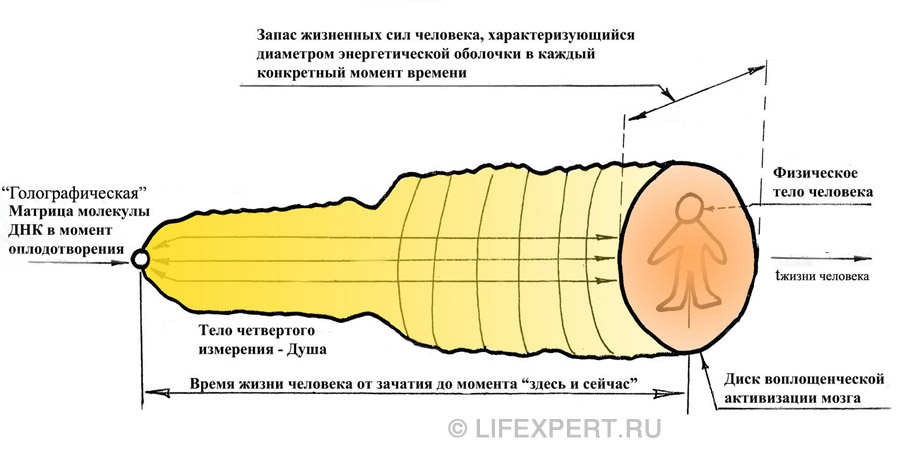 Запас жизненных сил человека, характеризующийся
диаметром энергетической оболочки в каждый
конкретный момент времени
“Голографическая”
Матрица молекулы
ДНК в момент
оплодотворения
Физическое
тело человека
tжизни человека
Тело четвертого
измерения - Душа
Время жизни человека от зачатия до момента “здесь и сейчас”
Диск воплощенческой
активизации мозга
© LIFEXPERT.RU